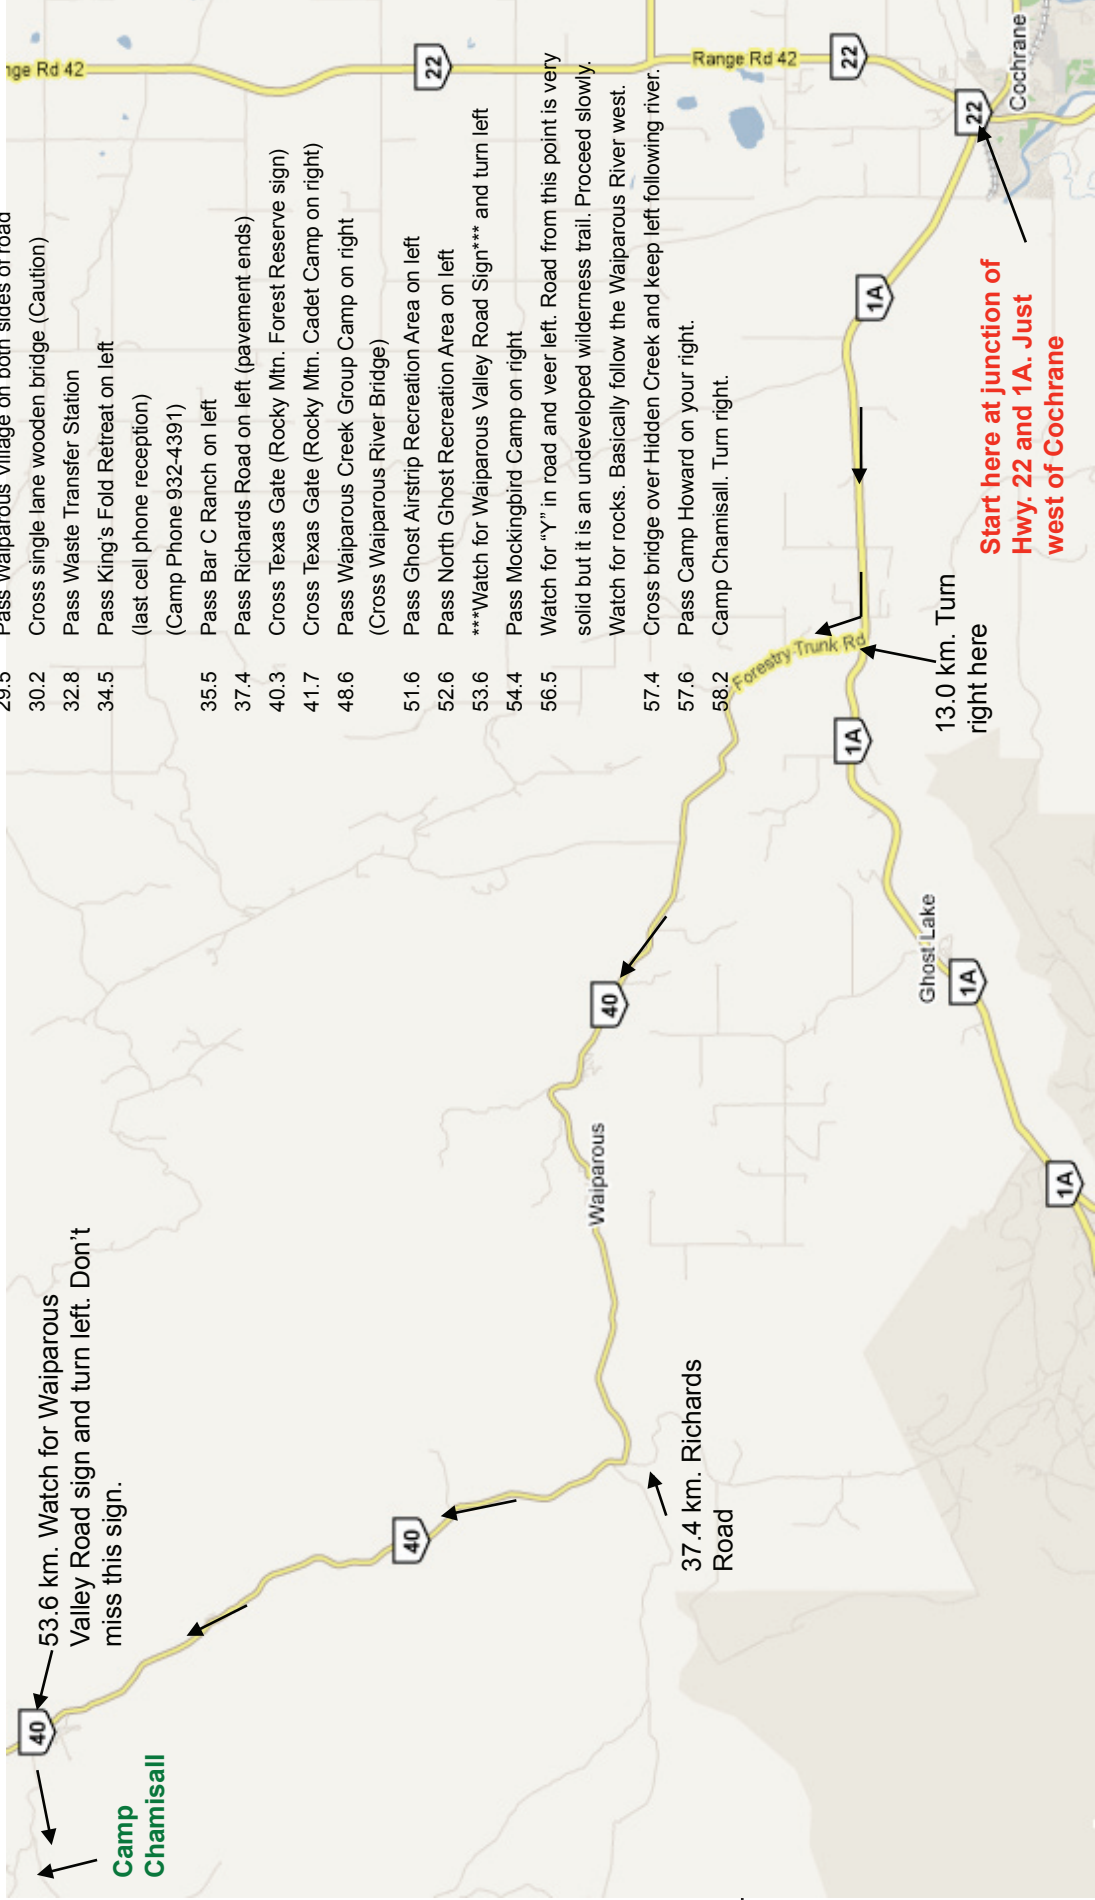 29.5 Pass Waiparous Village on both sides of road
30.2 Cross single lane wooden bridge (Caution)
32.8 Pass Waste Transfer Station
34.5 Pass King's Fold Retreat on left
(last cell phone reception)
(Camp Phone 932-4391)
35.5 Pass Bar C Ranch on left
37.4 Pass Richards Road on left (pavement ends)
40.3 Cross Texas Gate (Rocky Mtn. Forest Reserve sign)
41.7 Cross Texas Gate (Rocky Mtn. Cadet Camp on right)
48.6 Pass Waiparous Creek Group Camp on right
(Cross Waiparous River Bridge)
51.6 Pass Ghost Airstrip Recreation Area on left
52.6 Pass North Ghost Recreation Area on left
53.6 ***Watch for Waiparous Valley Road Sign*** and turn left
54.4 Pass Mockingbird Camp on right
56.5 Watch for “Y” in road and veer left. Road from this point is very
solid but it is an undeveloped wilderness trail. Proceed slowly.
Watch for rocks. Basically follow the Waiparous River west.
57.4 Cross bridge over Hidden Creek and keep left following river.
57.6 Pass Camp Howard on your right.
58.2 Camp Chamisall. Turn right.
53.6 km. Watch for Waiparous
Valley Road sign and turn left. Don't
miss this sign.
40
Camp
Chamisall
40
37.4 km. Richards
Road
Waiparous
40
Forestry Trunk Rd
13.0 km. Turn
right here
1A
Ghost Lake
1A
1A
1A
Start here at junction of
Hwy. 22 and 1A. Just
west of Cochrane
Cochrane
22
22
Range Rd 42
22
nge Rd 42